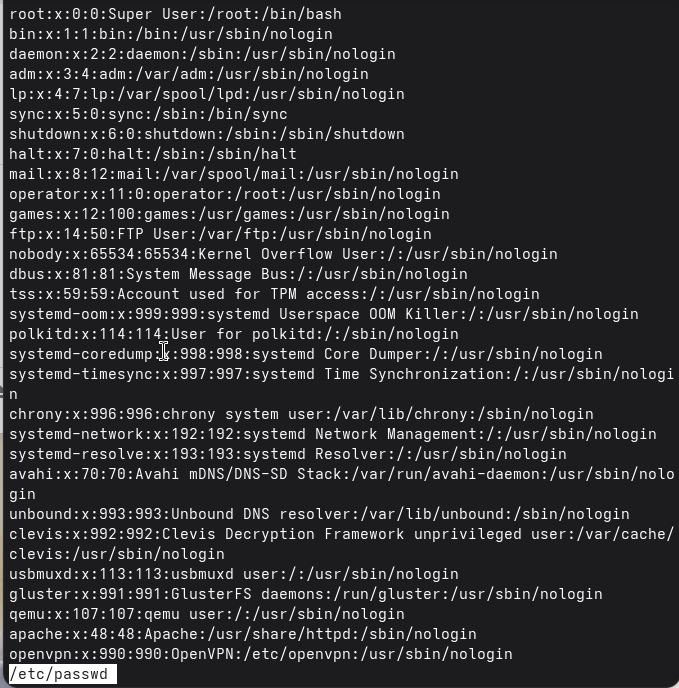 root:x:0:0:Super User:/root:/bin/bash
bin:x:1:1:bin:/bin:/usr/sbin/nologin
daemon:x:2:2:daemon:/sbin:/usr/sbin/nologin
adm:x:3:4:adm:/var/adm:/usr/sbin/nologin
lp:x:4:7:lp:/var/spool/lpd:/usr/sbin/nologin
sync:x:5:0:sync:/sbin:/bin/sync
shutdown:x:6:0:shutdown:/sbin:/sbin/shutdown
halt:x:7:0:halt:/sbin:/sbin/halt
mail:x:8:12:mail:/var/spool/mail:/usr/sbin/nologin
operator:x:11:0:operator:/root:/usr/sbin/nologin
games:x:12:100:games:/usr/games:/usr/sbin/nologin
ftp:x:14:50:FTP User:/var/ftp:/usr/sbin/nologin
nobody:x:65534:65534:Kernel Overflow User:/:/usr/sbin/nologin
dbus:x:81:81:System Message Bus:/:/usr/sbin/nologin
tss:x:59:59:Account used for TPM access:/:/usr/sbin/nologin
systemd-oom:x:999:999:systemd Userspace OOM Killer:/:/usr/sbin/nologin
polkitd:x:114:114:User for polkitd:/:/sbin/nologin
systemd-coredump:x:998:998:systemd Core Dumper:/:/usr/sbin/nologin
systemd-timesync:x:997:997:systemd Time Synchronization:/:/usr/sbin/nologi
n
chrony:x:996:996:chrony system user:/var/lib/chrony:/sbin/nologin
systemd-network:x:192:192:systemd Network Management:/:/usr/sbin/nologin
systemd-resolve:x:193:193:systemd Resolver:/:/usr/sbin/nologin
avahi:x:70:70:Avahi mDNS/DNS-SD Stack:/var/run/avahi-daemon:/usr/sbin/nolo
gin
unbound:x:993:993:Unbound DNS resolver:/var/lib/unbound:/sbin/nologin
clevis:x:992:992:Clevis Decryption Framework unprivileged user:/var/cache/
clevis:/usr/sbin/nologin
usbmuxd:x:113:113:usbmuxd user:/:/usr/sbin/nologin
gluster:x:991:991:GlusterFS daemons:/run/gluster:/usr/sbin/nologin
qemu:x:107:107:qemu user:/:/usr/sbin/nologin
apache:x:48:48:Apache:/usr/share/httpd:/sbin/nologin
openvpn:x:990:990:OpenVPN:/etc/openvpn:/usr/sbin/nologin
/etc/passwd